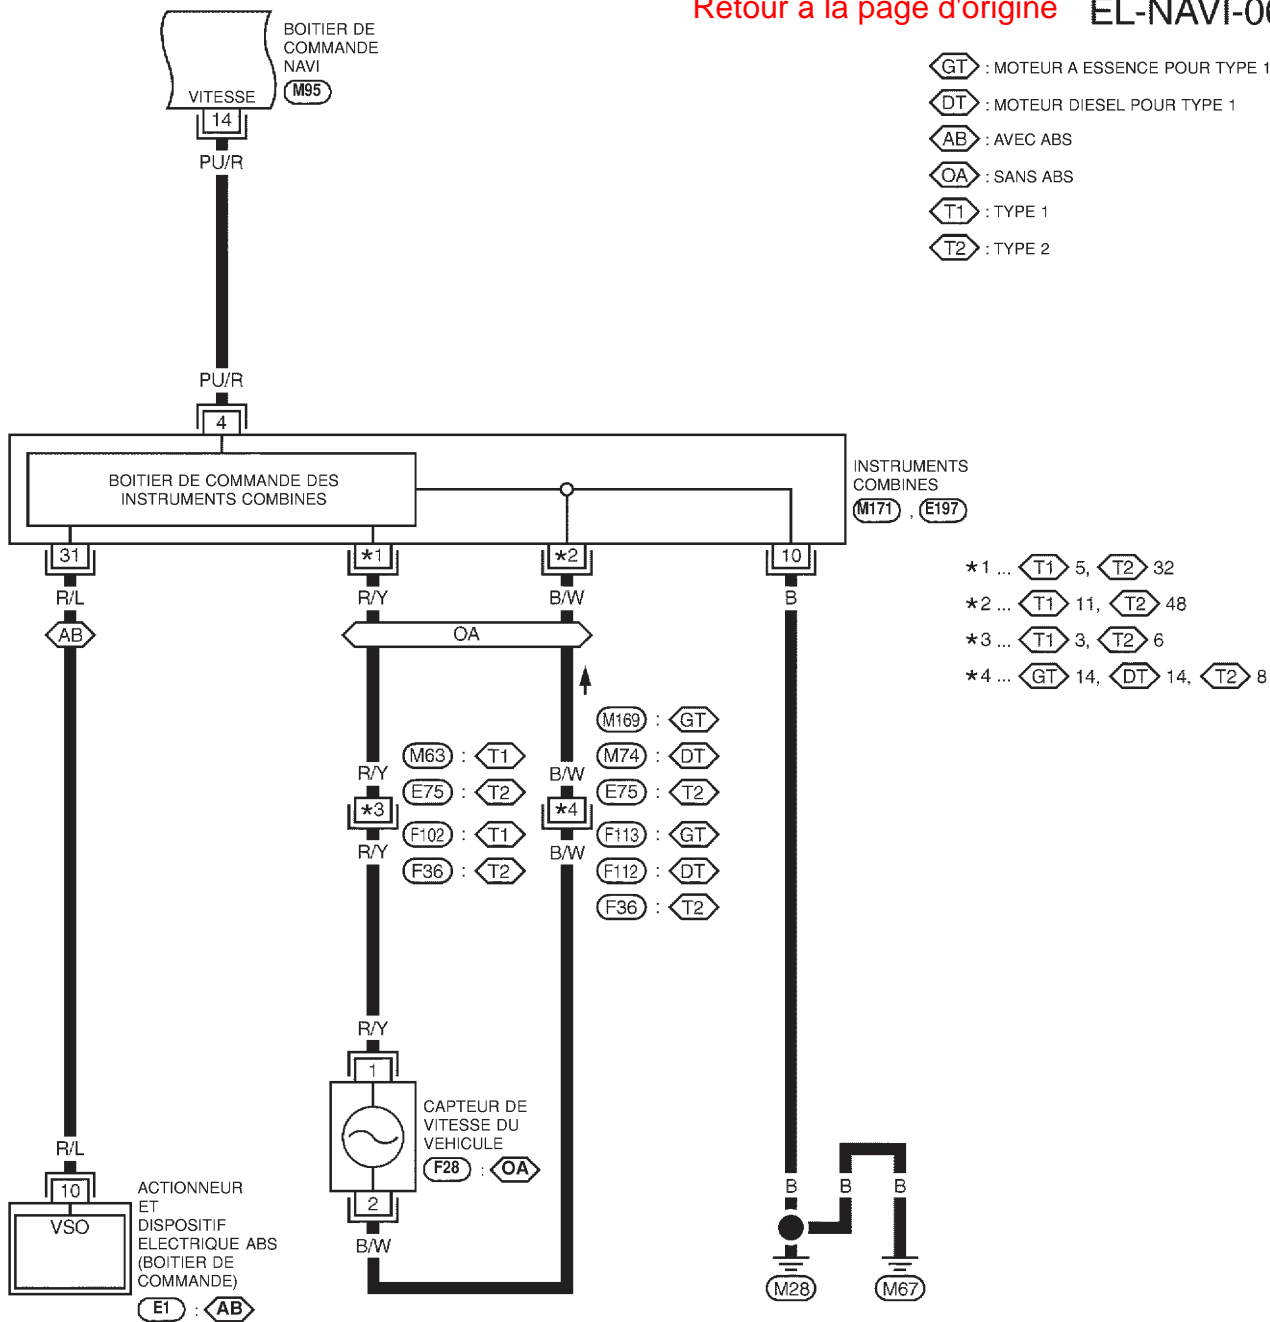 Retour à la page d'origine EL-NAVI-06
BOITIER DE
COMMANDE
NAVI
M95
VITESSE
14
PU/R
GT : MOTEUR A ESSENCE POUR TYPE 1
DT : MOTEUR DIESEL POUR TYPE 1
AB : AVEC ABS
OA : SANS ABS
T1 : TYPE 1
T2 : TYPE 2
PU/R
4
BOITIER DE COMMANDE DES
INSTRUMENTS COMBINES
INSTRUMENTS
COMBINES
M171 , E197
31 ★1 ★2 10
R/L R/Y B/W B
AB OA
★1 ... T1 5, T2 32
★2 ... T1 11, T2 48
★3 ... T1 3, T2 6
★4 ... GT 14, DT 14, T2 8
R/Y
★3
R/Y
M63 : T1
E75 : T2
F102 : T1
F36 : T2
B/W
★4
B/W
M169 : GT
M74 : DT
E75 : T2
F113 : GT
F112 : DT
F36 : T2
R/Y
1
CAPTEUR DE
VITESSE DU
VEHICULE
F28 : OA
2
B/W
R/L
10
VSO
ACTIONNEUR
ET
DISPOSITIF
ELECTRIQUE ABS
(BOITIER DE
COMMANDE)
E1 : AB
B B B
M28 M67